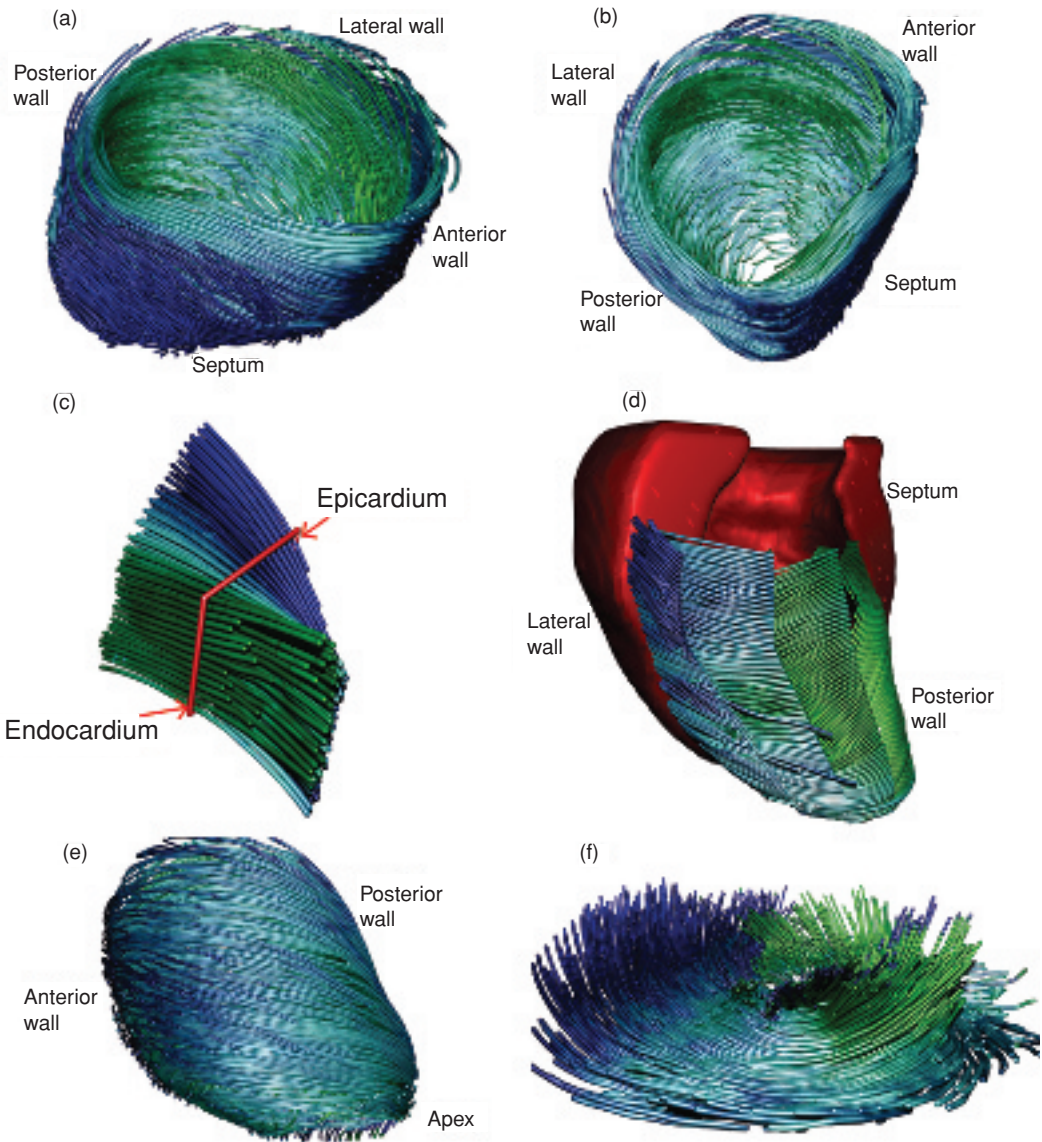 (a)
Lateral wall
Posterior
wall
Anterior
wall
Septum
(b)
Anterior
wall
Lateral
wall
Posterior
wall
Septum
(c)
Epicardium
Endocardium
(d)
Septum
Lateral
wall
Posterior
wall
(e)
Posterior
wall
Anterior
wall
Apex
(f)